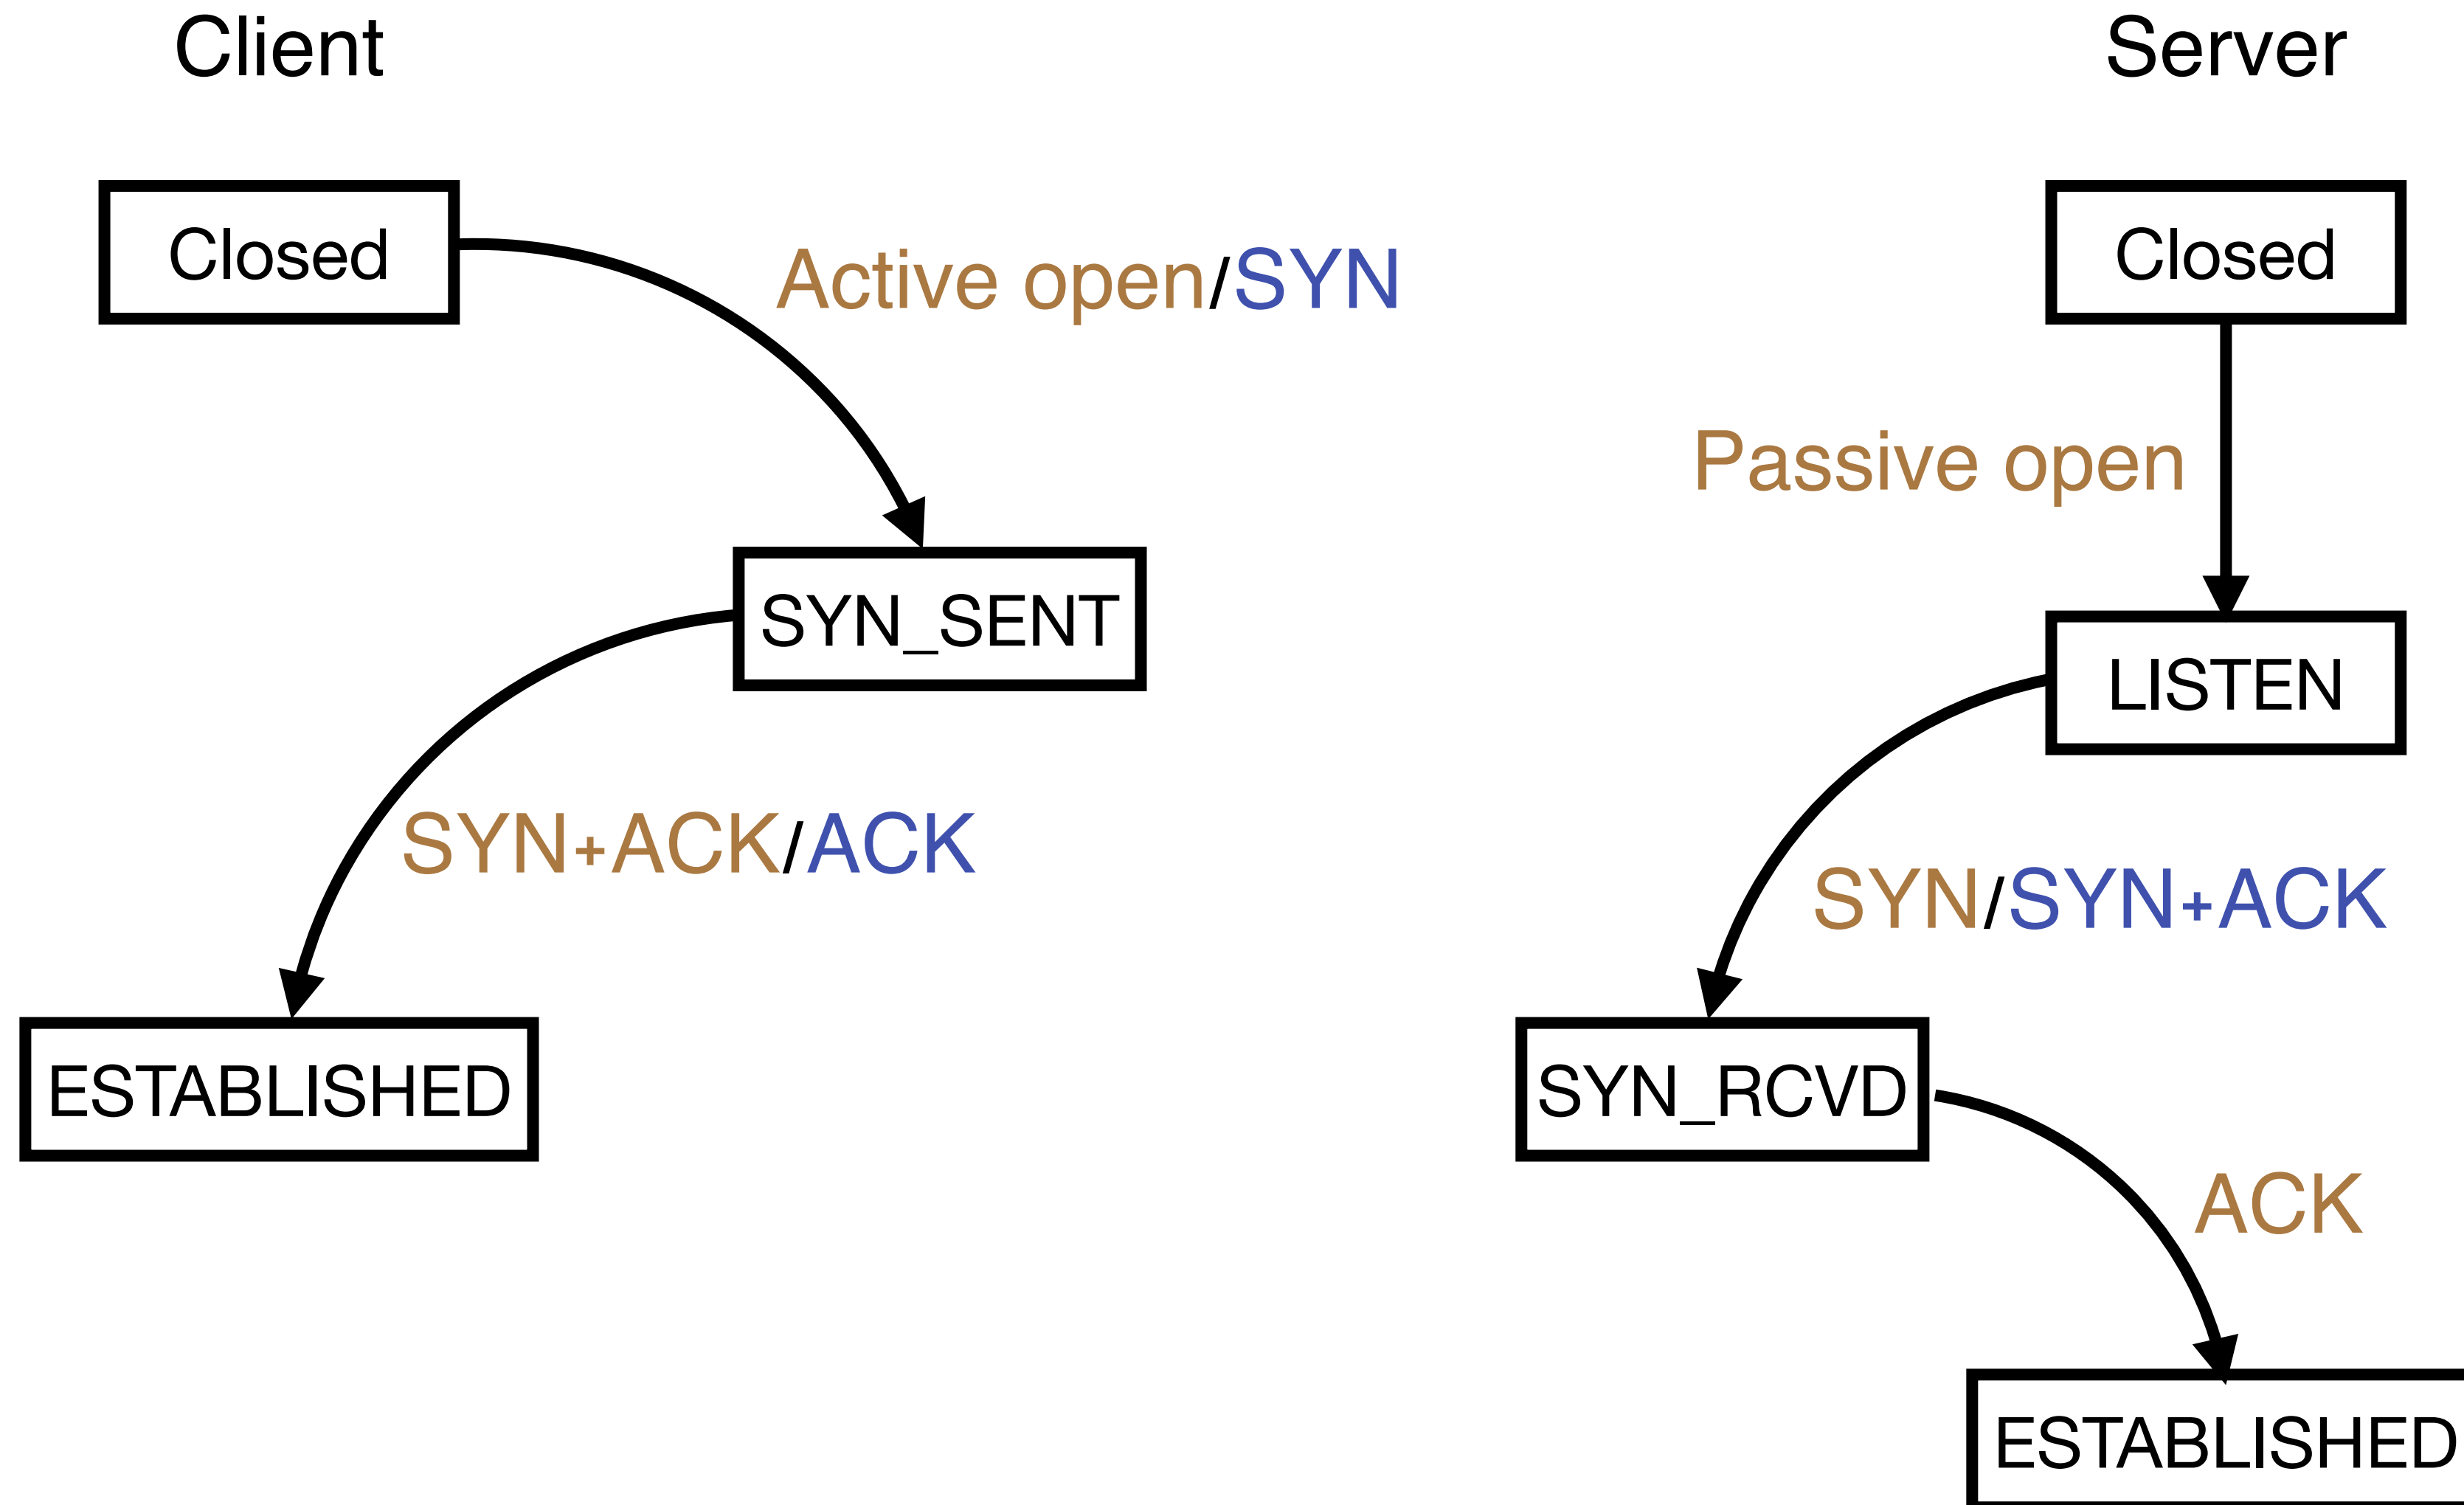 Client
Server
Closed
Closed
Active open/SYN
Passive open
SYN_SENT
LISTEN
SYN+ACK/ACK
SYN/SYN+ACK
ESTABLISHED
SYN_RCVD
ACK
ESTABLISHED